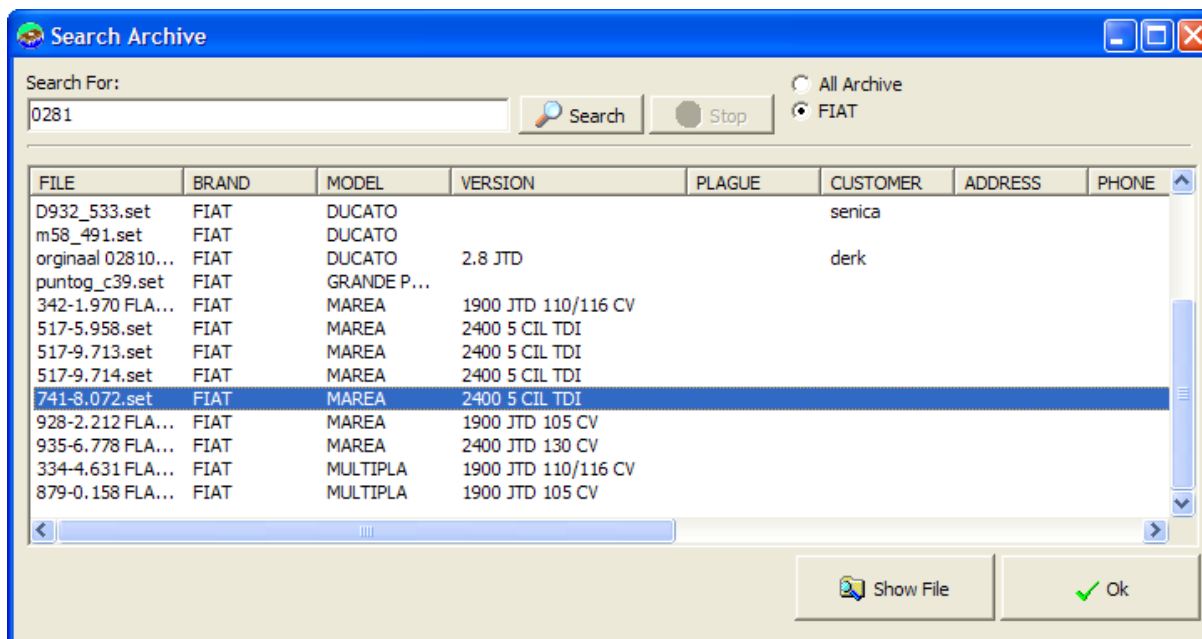 Search Archive
Search For:
All Archive
0281 Search Stop FIAT
FILE BRAND MODEL VERSION PLAGUE CUSTOMER ADDRESS PHONE
D932_533.set FIAT DUCATO senica
m58_491.set FIAT DUCATO
orginaal 02810... FIAT DUCATO 2.8 JTD derk
puntog_c39.set FIAT GRANDE P...
342-1.970 FLA... FIAT MAREA 1900 JTD 110/116 CV
517-5.958.set FIAT MAREA 2400 5 CIL TDI
517-9.713.set FIAT MAREA 2400 5 CIL TDI
517-9.714.set FIAT MAREA 2400 5 CIL TDI
741-8.072.set FIAT MAREA 2400 5 CIL TDI
928-2.212 FLA... FIAT MAREA 1900 JTD 105 CV
935-6.778 FLA... FIAT MAREA 2400 JTD 130 CV
334-4.631 FLA... FIAT MULTIPLA 1900 JTD 110/116 CV
879-0.158 FLA... FIAT MULTIPLA 1900 JTD 105 CV
Show File Ok